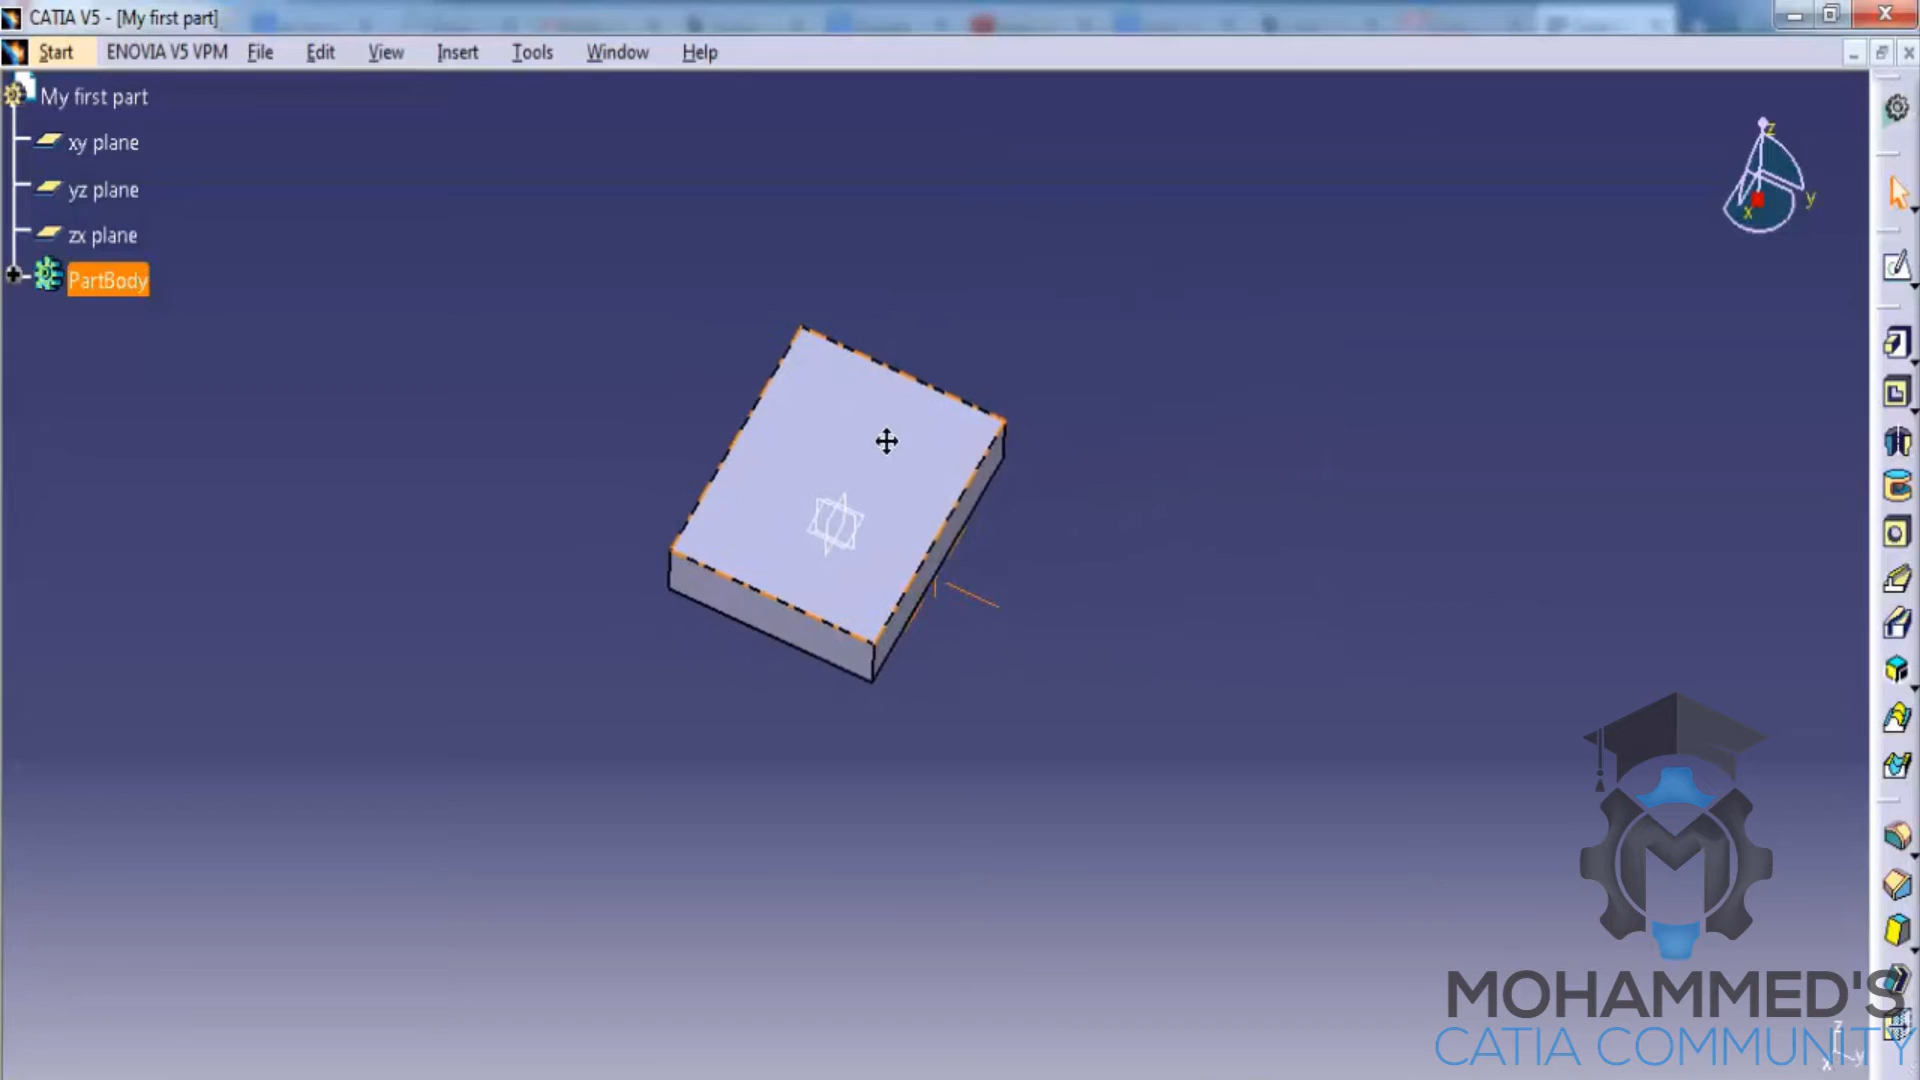 CATIA V5 - [My first part]
Start ENOVIA V5 VPM File Edit View Insert Tools Window Help
My first part
xy plane
yz plane
zx plane
PartBody
z
y
x
MOHAMMED'S
CATIA COMMUNITY
z
y
x